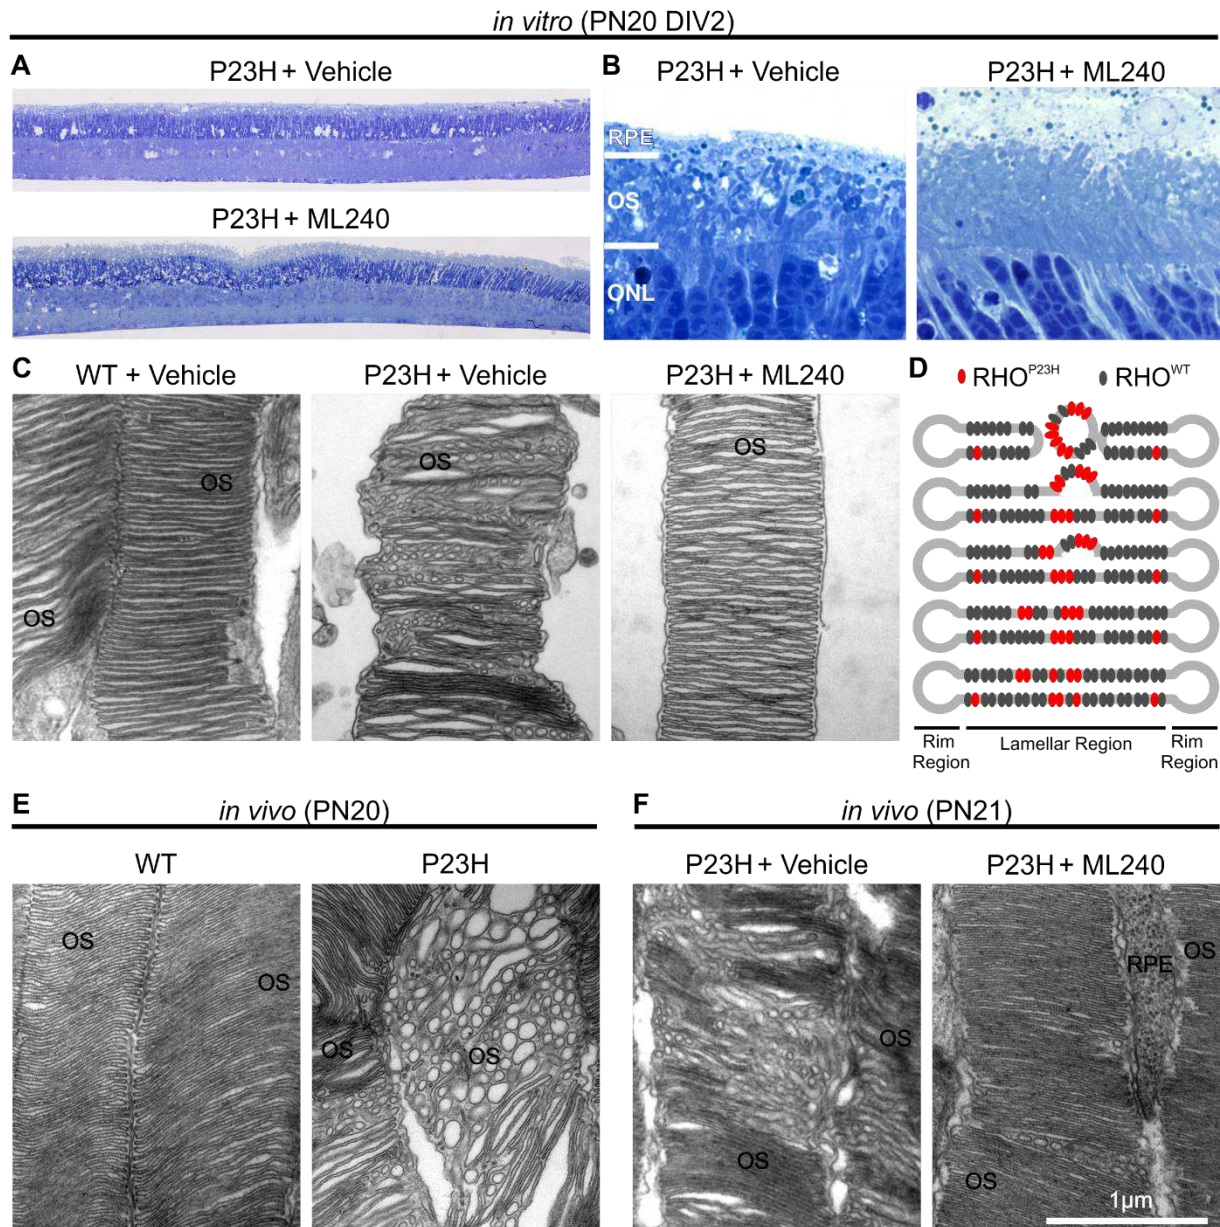 in vitro (PN20 DIV2)
A
P23H + Vehicle
P23H + ML240
B
P23H + Vehicle
P23H + ML240
RPE
OS
ONL
C
WT + Vehicle
P23H + Vehicle
P23H + ML240
OS
OS
OS
OS
D
RHO^P23H
RHO^WT
Rim
Region
Lamellar Region
Rim
Region
E
in vivo (PN20)
WT
P23H
OS
OS
OS
OS
F
in vivo (PN21)
P23H + Vehicle
P23H + ML240
OS
OS
RPE
OS
OS
1µm